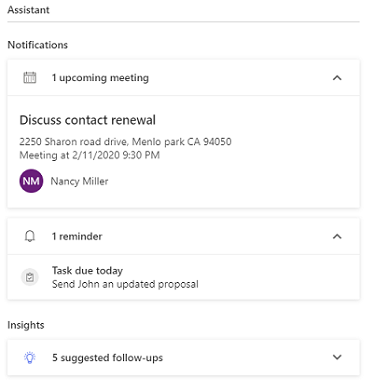 Assistant
Notifications
1 upcoming meeting
Discuss contact renewal
2250 Sharon road drive, Menlo park CA 94050
Meeting at 2/11/2020 9:30 PM
NM Nancy Miller
1 reminder
Task due today
Send John an updated proposal
Insights
5 suggested follow-ups